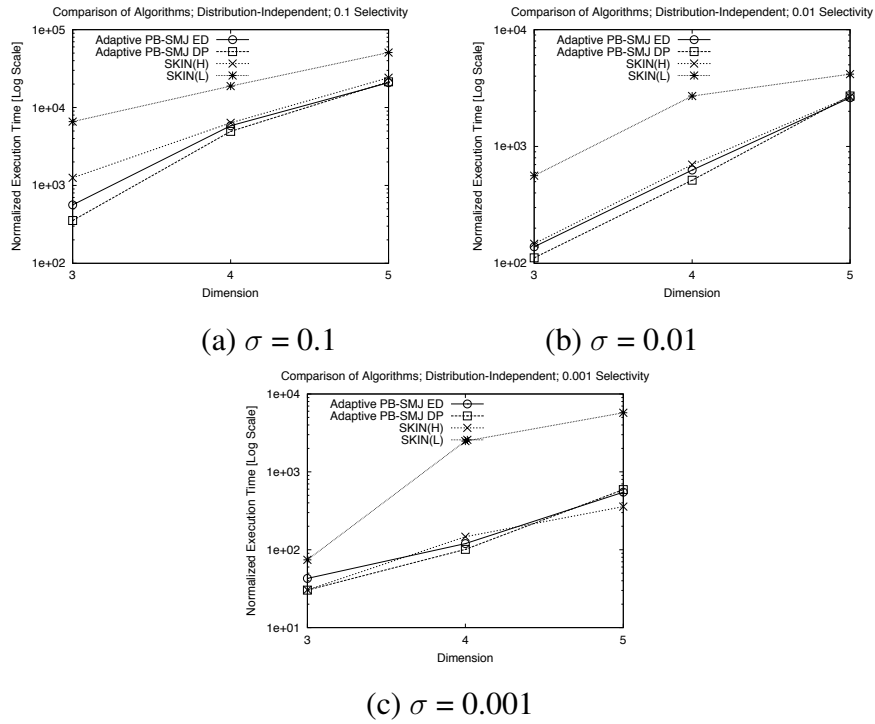 Comparison of Algorithms; Distribution-Independent; 0.1 Selectivity
1e+05
1e+04
1e+03
1e+02
3
4
5
Normalized Execution Time [Log Scale]
Dimension
Adaptive PB-SMJ ED
Adaptive PB-SMJ DP
SKIN(H)
SKIN(L)
(a) σ = 0.1
Comparison of Algorithms; Distribution-Independent; 0.01 Selectivity
1e+04
1e+03
1e+02
3
4
5
Normalized Execution Time [Log Scale]
Dimension
Adaptive PB-SMJ ED
Adaptive PB-SMJ DP
SKIN(H)
SKIN(L)
(b) σ = 0.01
Comparison of Algorithms; Distribution-Independent; 0.001 Selectivity
1e+04
1e+03
1e+02
1e+01
3
4
5
Normalized Execution Time [Log Scale]
Dimension
Adaptive PB-SMJ ED
Adaptive PB-SMJ DP
SKIN(H)
SKIN(L)
(c) σ = 0.001